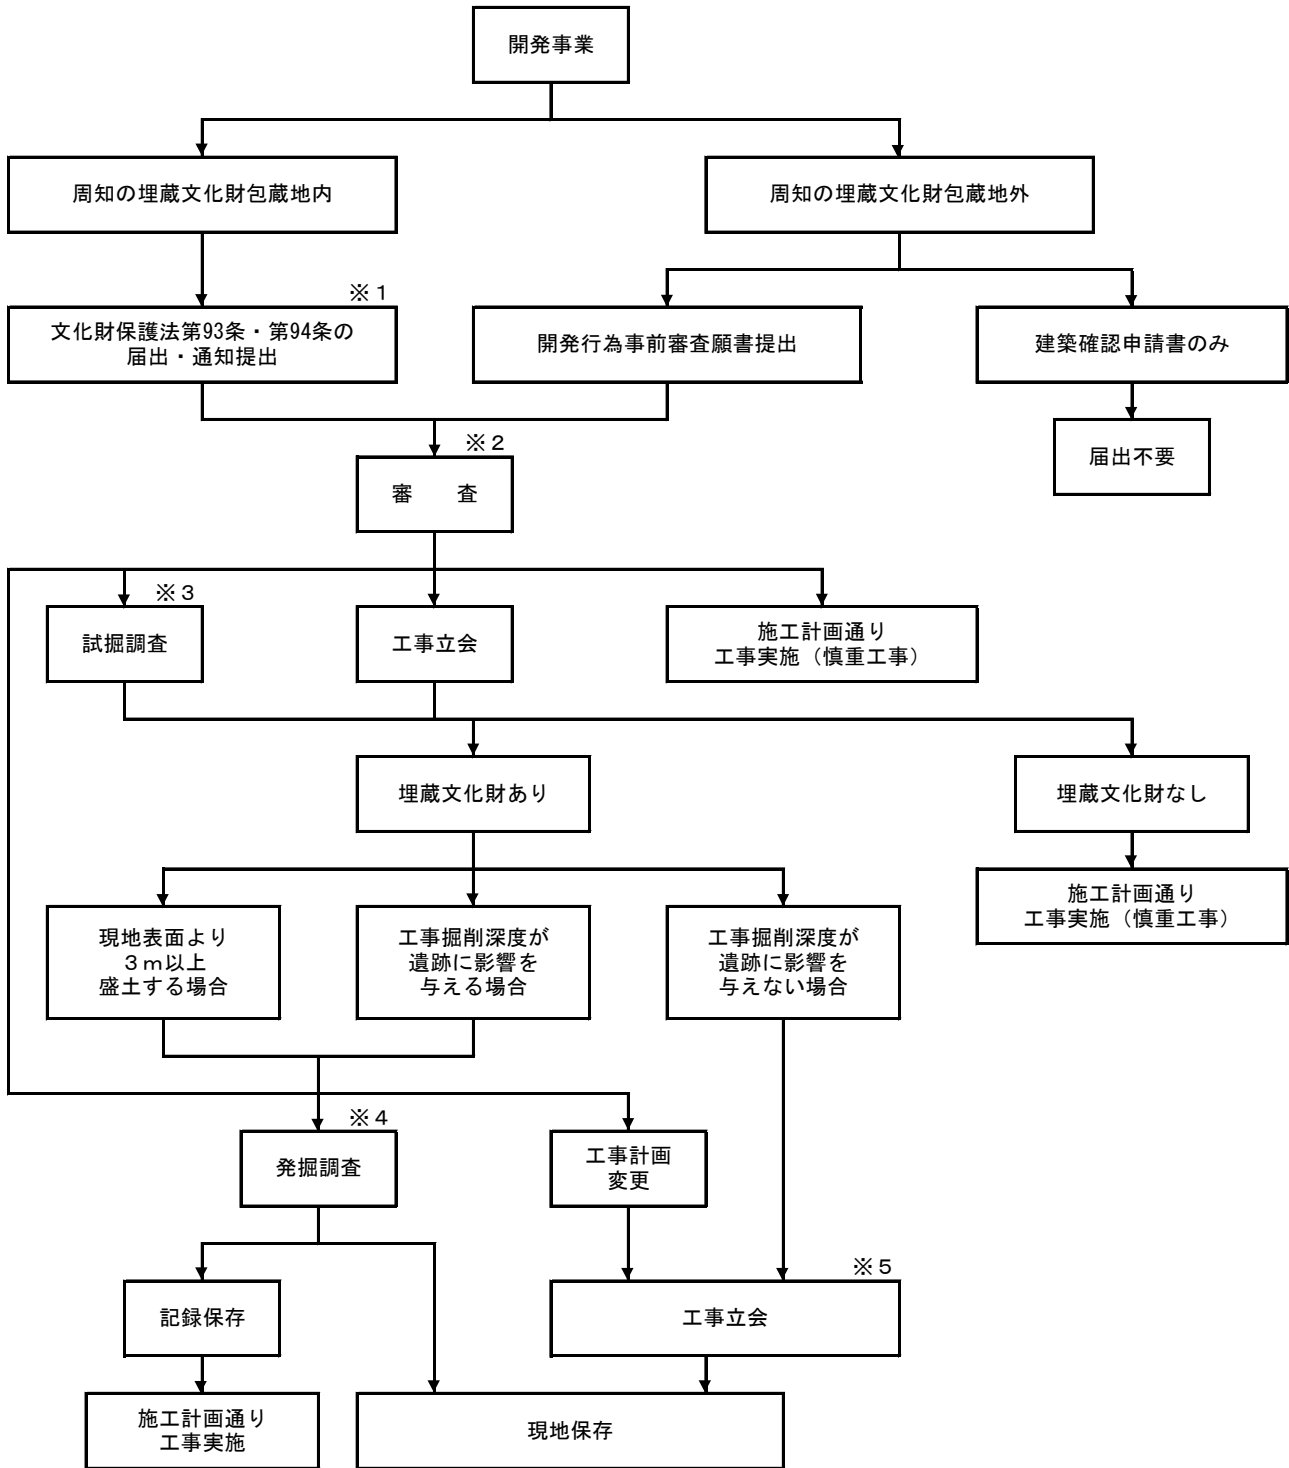 開発事業
周知の埋蔵文化財包蔵地内
周知の埋蔵文化財包蔵地外
※１
文化財保護法第93条・第94条の
届出・通知提出
開発行為事前審査願書提出
建築確認申請書のみ
届出不要
※２
審　　査
※３
試掘調査
工事立会
施工計画通り
工事実施（慎重工事）
埋蔵文化財あり
埋蔵文化財なし
施工計画通り
工事実施（慎重工事）
現地表面より
３ｍ以上
盛土する場合
工事掘削深度が
遺跡に影響を
与える場合
工事掘削深度が
遺跡に影響を
与えない場合
※４
発掘調査
工事計画
変更
※５
記録保存
工事立会
施工計画通り
工事実施
現地保存